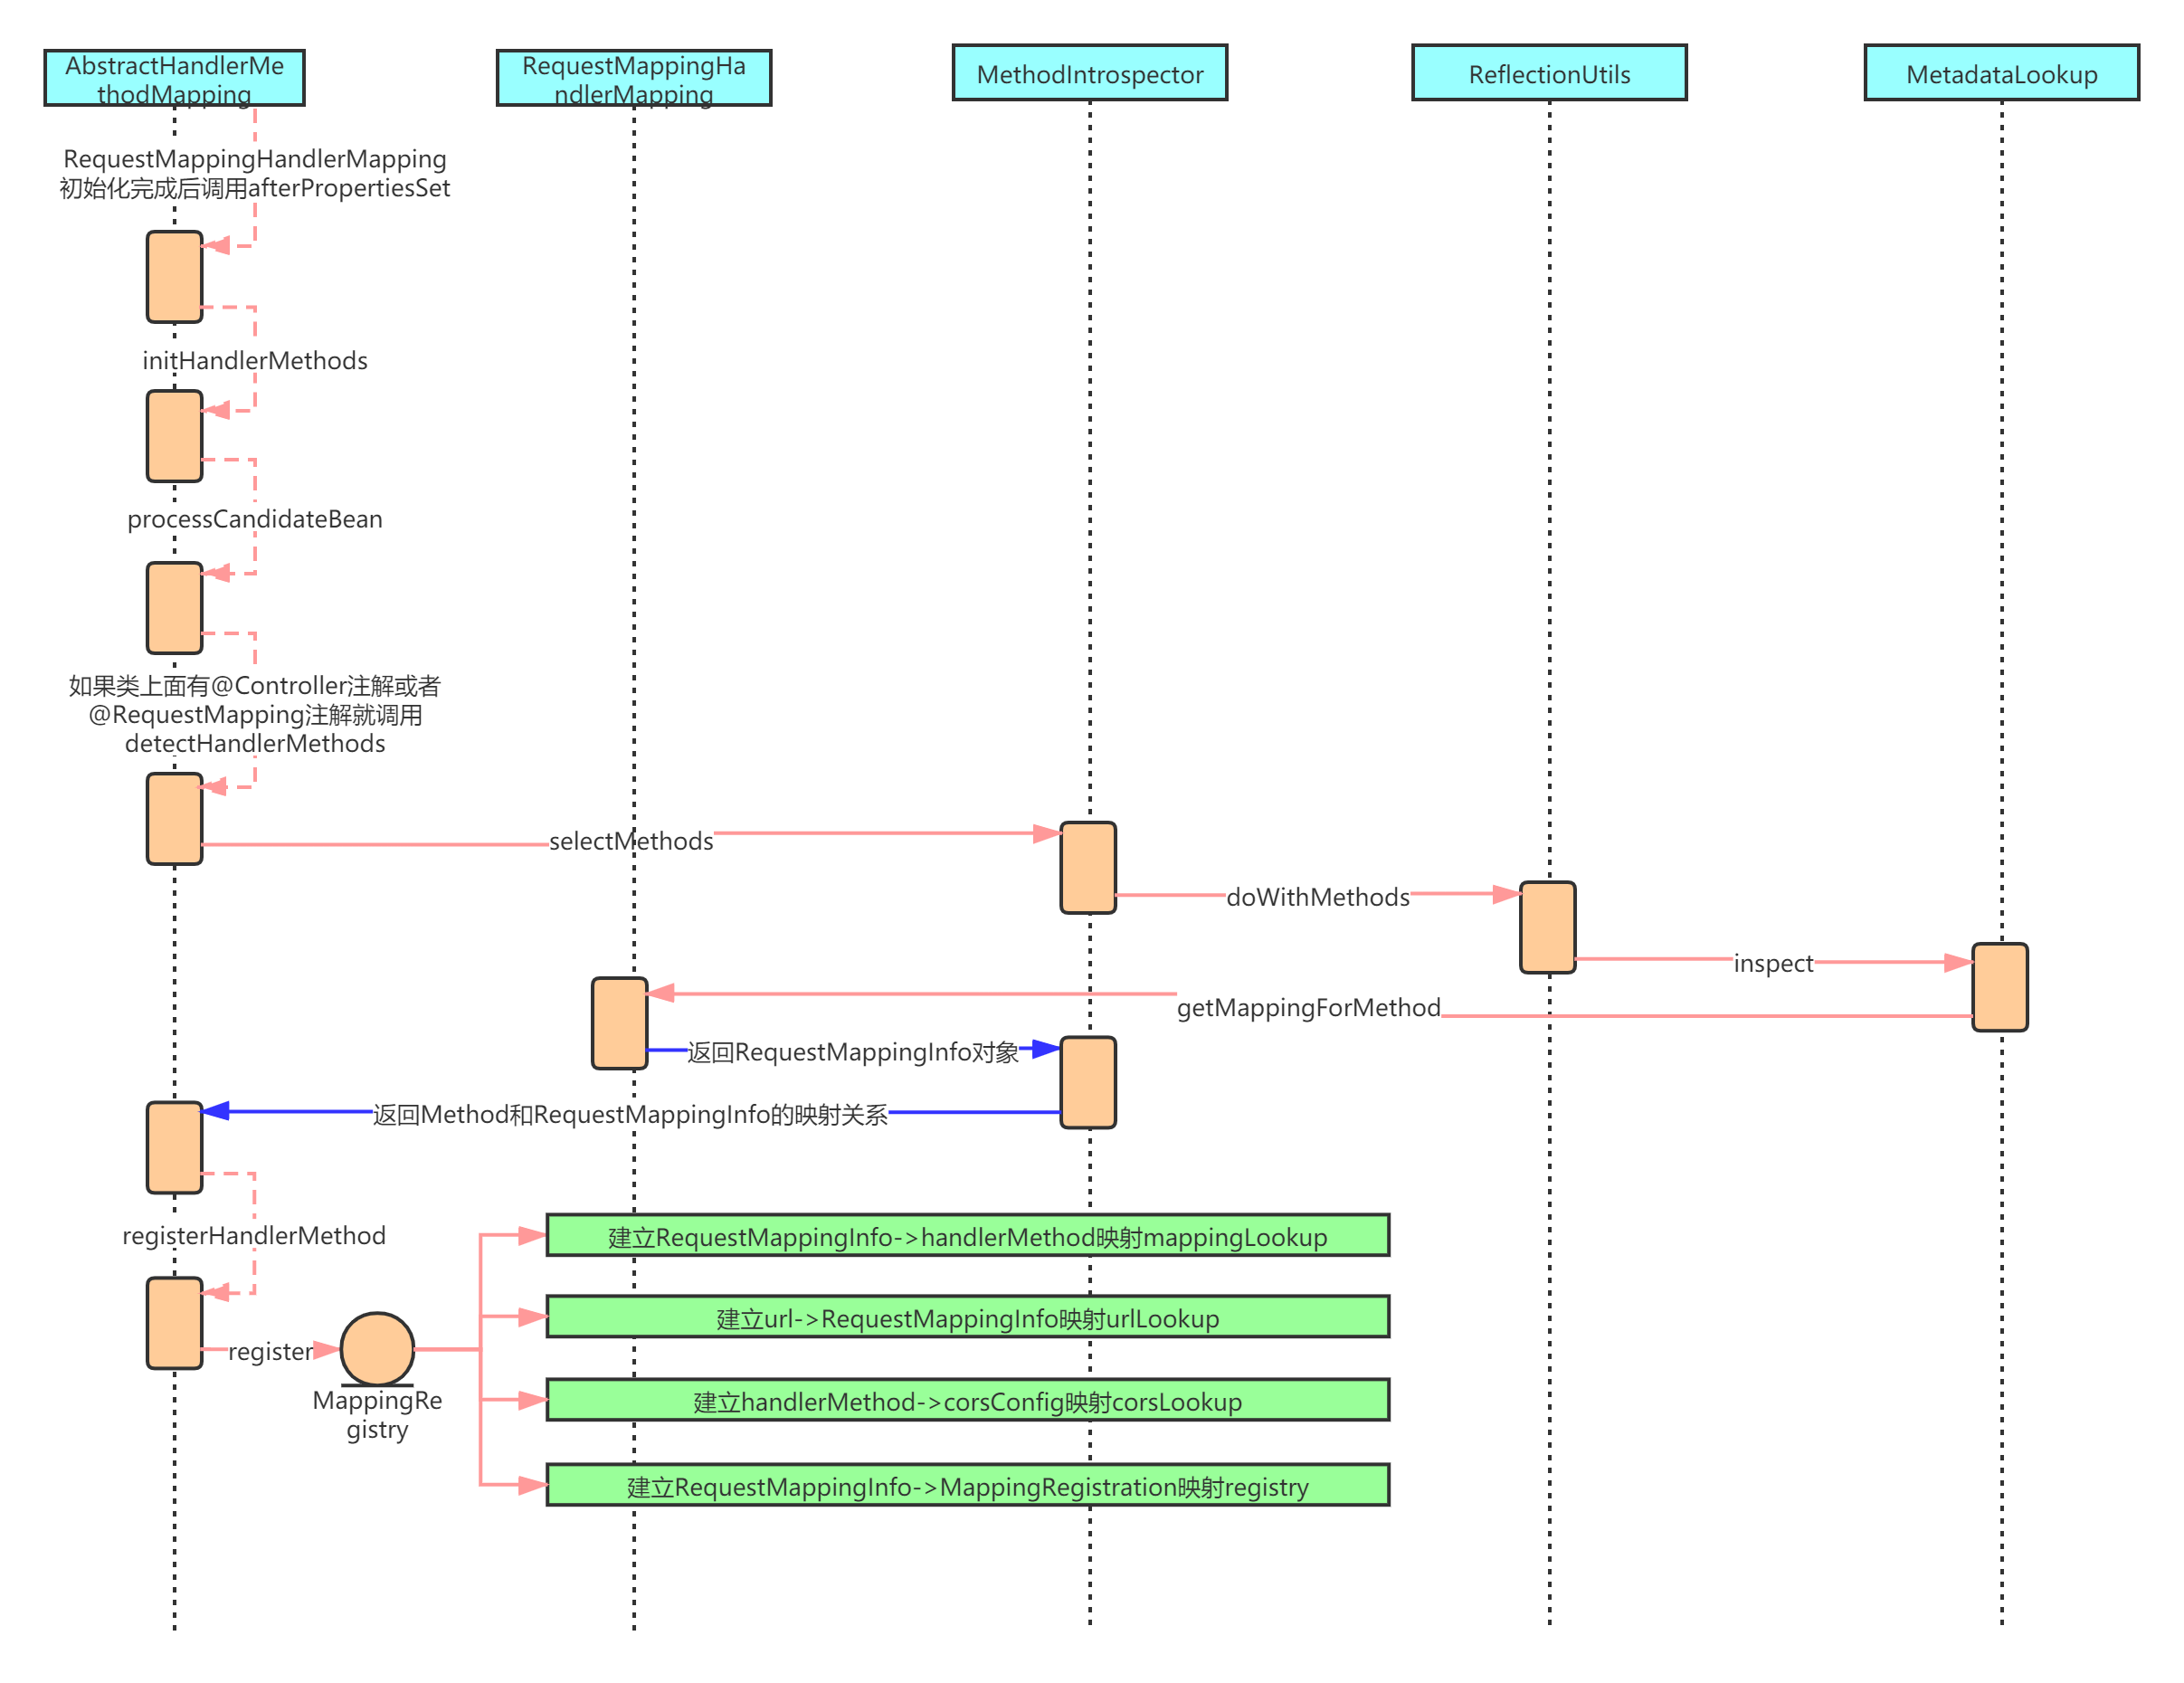 AbstractHandlerMe
thodMapping
RequestMappingHa
ndlerMapping
MethodIntrospector
ReflectionUtils
MetadataLookup
RequestMappingHandlerMapping
初始化完成后调用afterPropertiesSet
initHandlerMethods
processCandidateBean
如果类上面有@Controller注解或者
@RequestMapping注解就调用
detectHandlerMethods
selectMethods
doWithMethods
inspect
getMappingForMethod
返回RequestMappingInfo对象
返回Method和RequestMappingInfo的映射关系
registerHandlerMethod
建立RequestMappingInfo->handlerMethod映射mappingLookup
建立url->RequestMappingInfo映射urlLookup
register
MappingRe
gistry
建立handlerMethod->corsConfig映射corsLookup
建立RequestMappingInfo->MappingRegistration映射registry